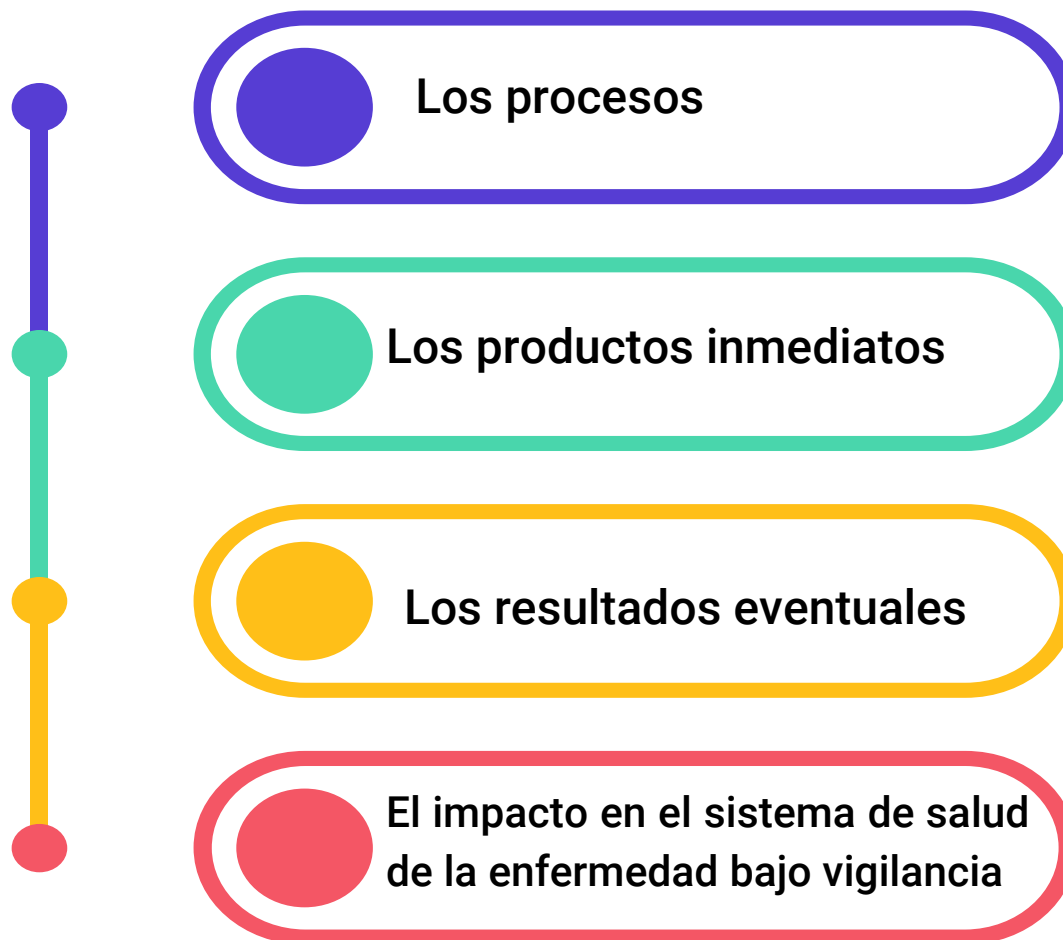 Los procesos
Los productos inmediatos
Los resultados eventuales
El impacto en el sistema de salud
de la enfermedad bajo vigilancia